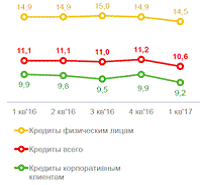 14,9 14,9 15,0 14,9 14,5
11,1 11,1 11,0 11,2 10,6
9,9 9,8 9,5 9,9 9,2
1 кв'16 2 кв'16 3 кв'16 4 кв'16 1 кв'17
Кредиты физическим лицам
Кредиты всего
Кредиты корпоративным
клиентам